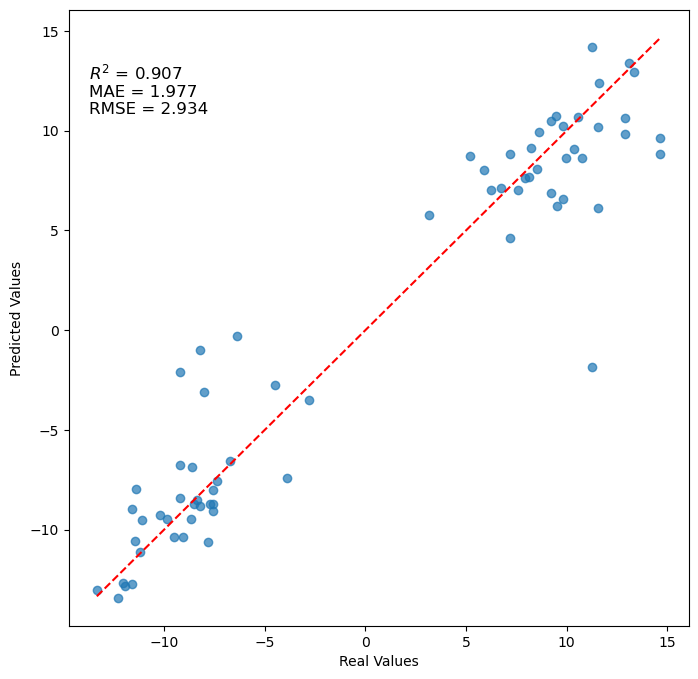 15
10
5
0
−5
−10
Predicted Values
R² = 0.907
MAE = 1.977
RMSE = 2.934
−10
−5
0
5
10
15
Real Values